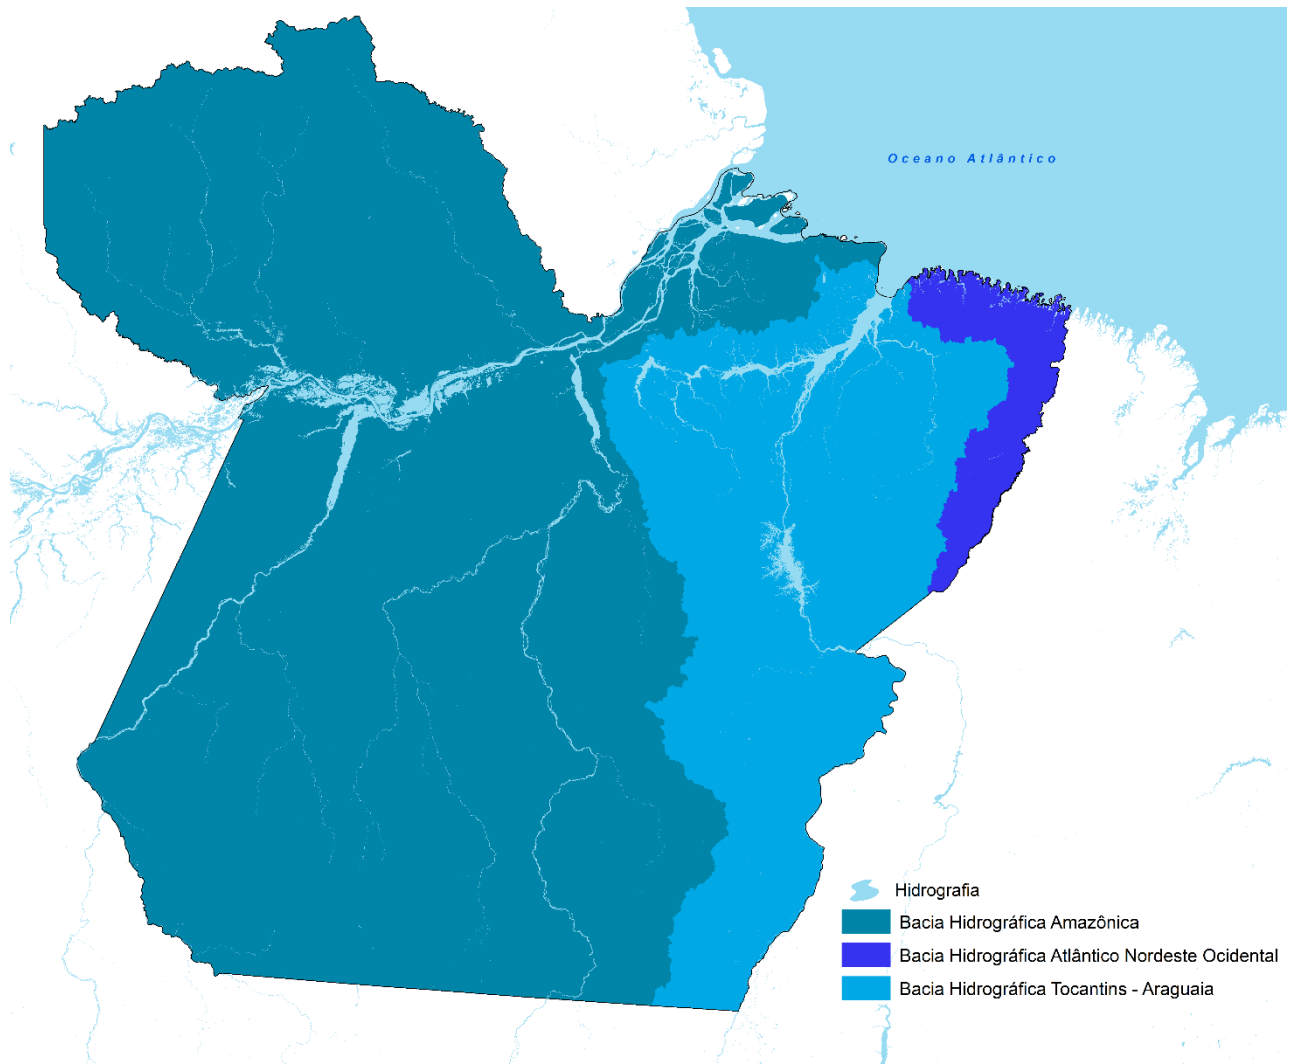 Oceano Atlântico
Hidrografia
Bacia Hidrográfica Amazônica
Bacia Hidrográfica Atlântico Nordeste Ocidental
Bacia Hidrográfica Tocantins - Araguaia